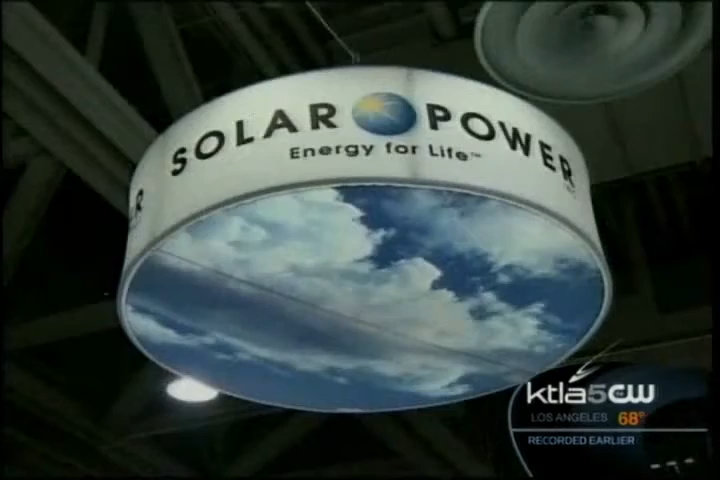 SOLAR POWER
Energy for Life™
R
ktla5CW
LOS ANGELES 68°
RECORDED EARLIER